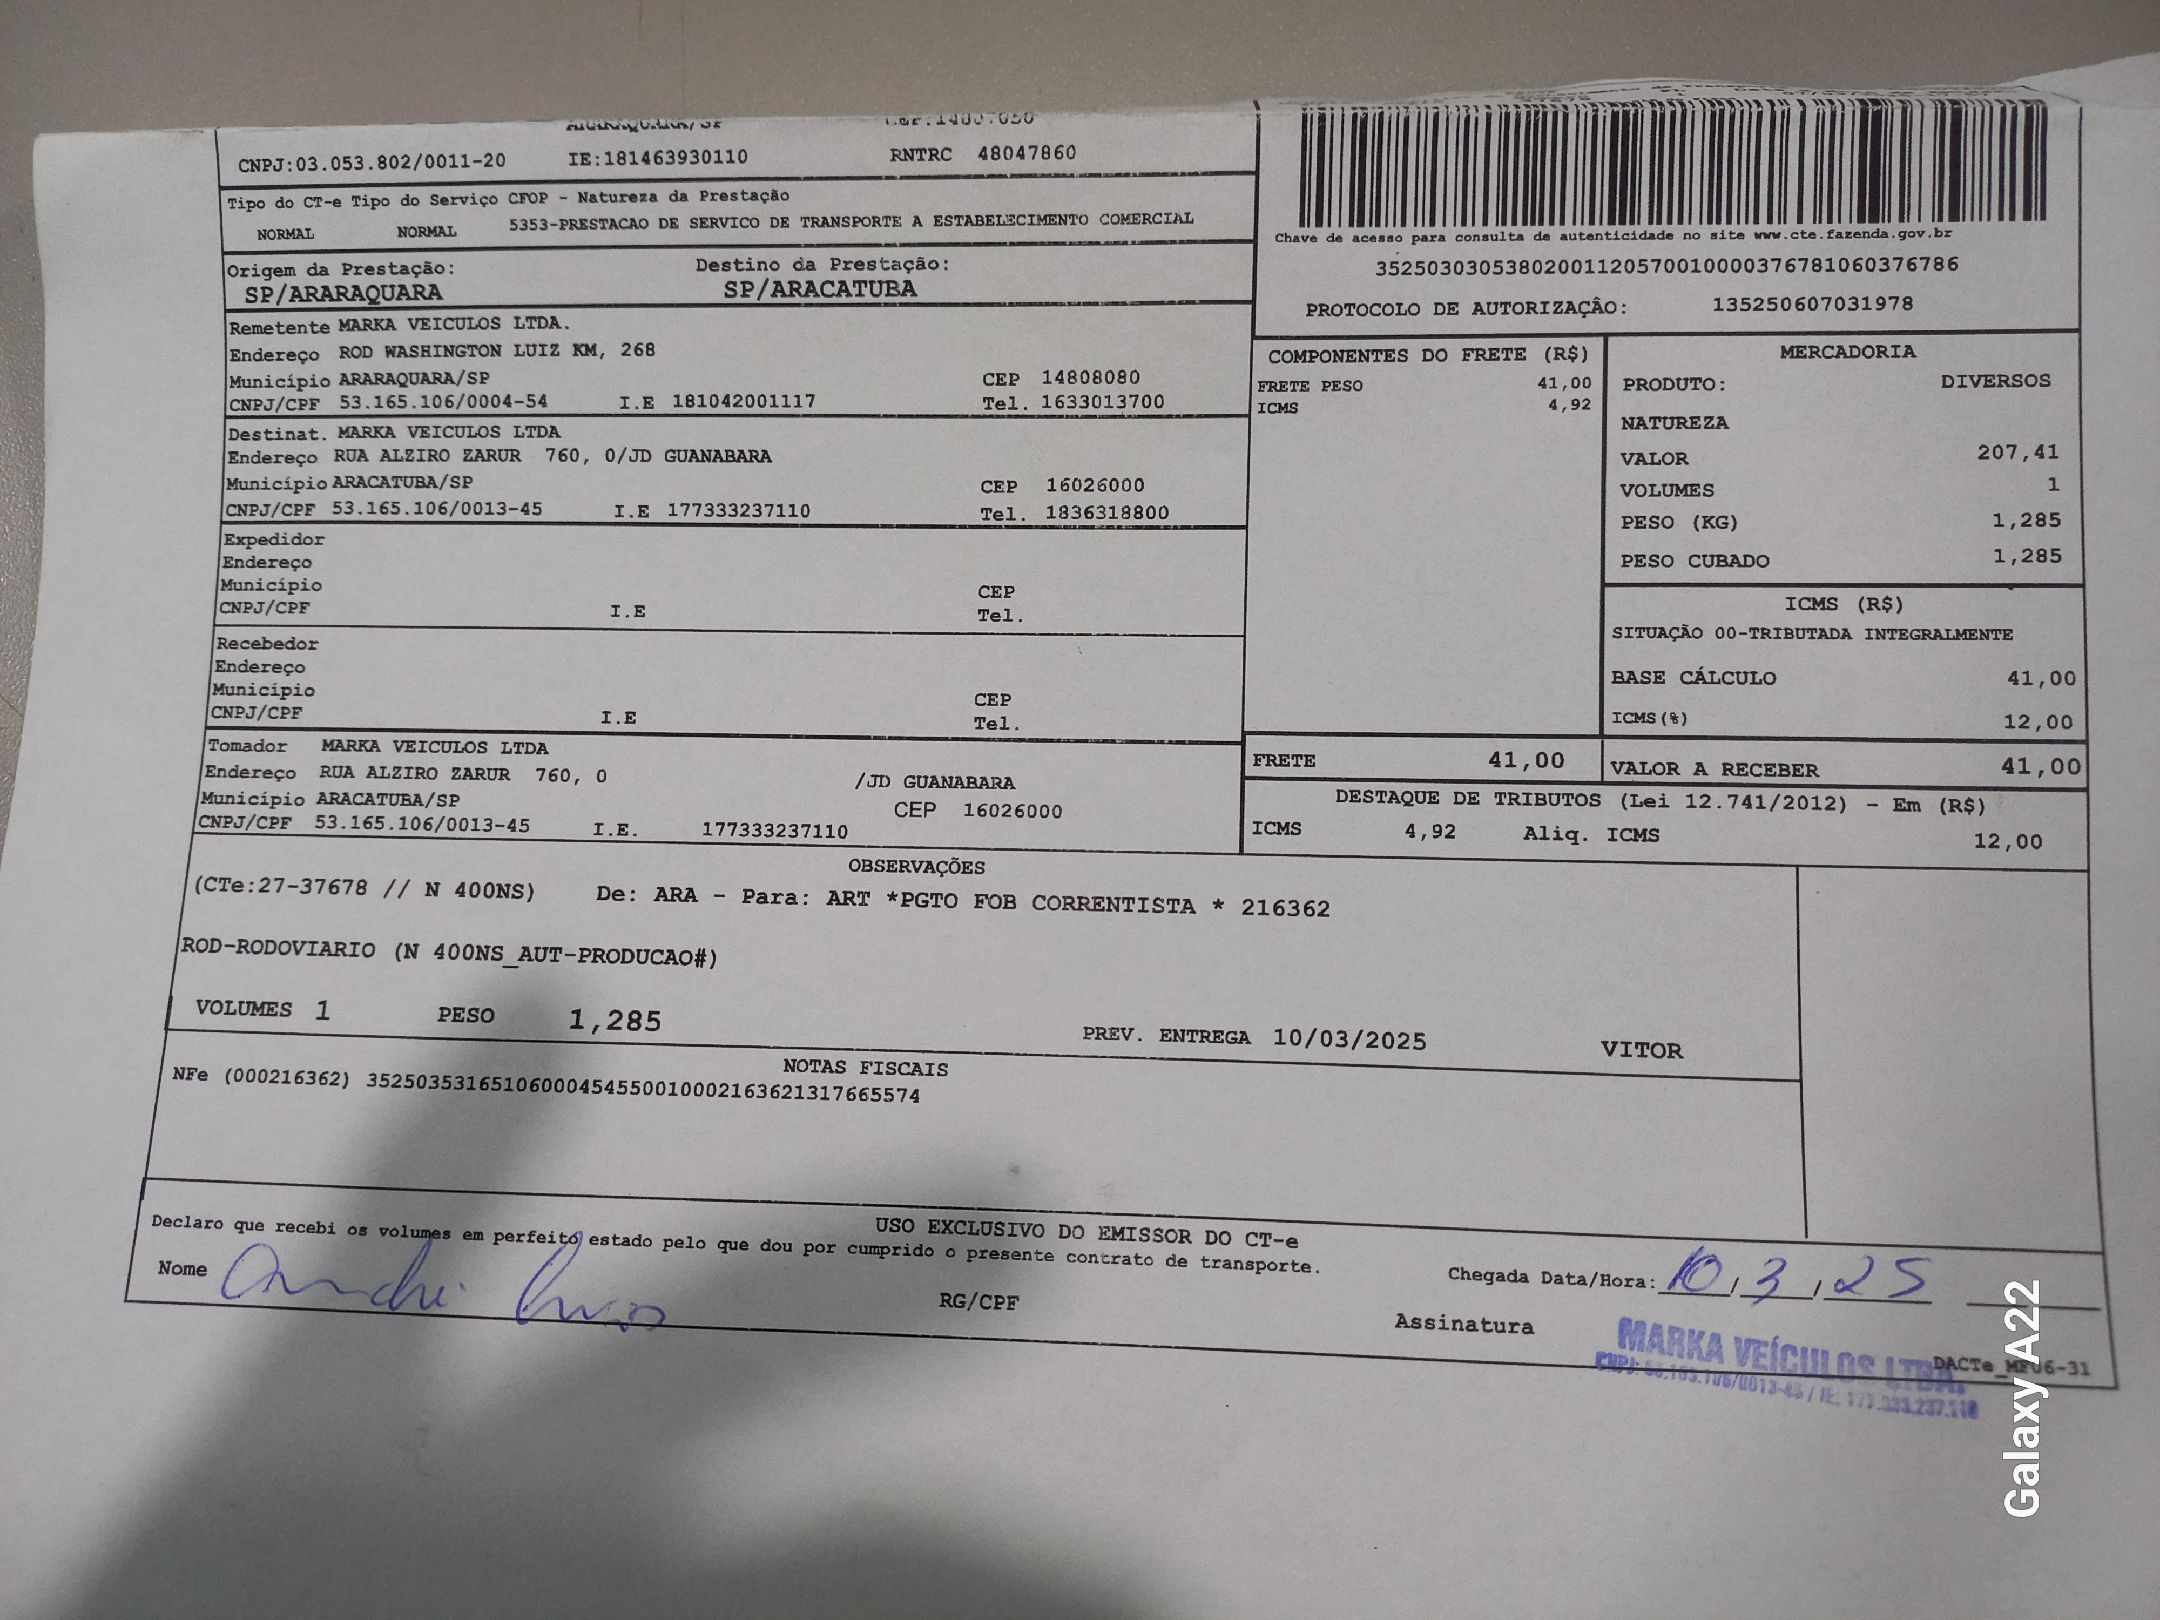 ARARAQUARA/SP
CNPJ:03.053.802/0011-20 IE:181463930110 RNTRC 48047860
Tipo do CT-e Tipo do Serviço CFOP - Natureza da Prestação
NORMAL NORMAL 5353-PRESTACAO DE SERVICO DE TRANSPORTE A ESTABELECIMENTO COMERCIAL
Origem da Prestação: Destino da Prestação:
SP/ARARAQUARA SP/ARACATUBA
Remetente MARKA VEICULOS LTDA.
Endereço ROD WASHINGTON LUIZ KM, 268
Município ARARAQUARA/SP CEP 14808080
CNPJ/CPF 53.165.106/0004-54 I.E 181042001117 Tel. 1633013700
Destinat. MARKA VEICULOS LTDA
Endereço RUA ALZIRO ZARUR 760, 0/JD GUANABARA
Município ARACATUBA/SP CEP 16026000
CNPJ/CPF 53.165.106/0013-45 I.E 177333237110 Tel. 1836318800
Expedidor
Endereço
Município CEP
CNPJ/CPF I.E Tel.
Recebedor
Endereço
Município CEP
CNPJ/CPF I.E Tel.
Tomador MARKA VEICULOS LTDA
Endereço RUA ALZIRO ZARUR 760, 0 /JD GUANABARA
Município ARACATUBA/SP CEP 16026000
CNPJ/CPF 53.165.106/0013-45 I.E. 177333237110
Chave de acesso para consulta de autenticidade no site www.cte.fazenda.gov.br
35250303053802001120570010000376781060376786
PROTOCOLO DE AUTORIZAÇÂO: 135250607031978
COMPONENTES DO FRETE (R$)
FRETE PESO 41,00
ICMS 4,92
MERCADORIA
PRODUTO: DIVERSOS
NATUREZA
VALOR 207,41
VOLUMES 1
PESO (KG) 1,285
PESO CUBADO 1,285
ICMS (R$)
SITUAÇÃO 00-TRIBUTADA INTEGRALMENTE
BASE CÁLCULO 41,00
ICMS(%) 12,00
FRETE 41,00 VALOR A RECEBER 41,00
DESTAQUE DE TRIBUTOS (Lei 12.741/2012) - Em (R$)
ICMS 4,92 Aliq. ICMS 12,00
OBSERVAÇÕES
(CTe:27-37678 // N 400NS) De: ARA - Para: ART *PGTO FOB CORRENTISTA * 216362
ROD-RODOVIARIO (N 400NS_AUT-PRODUCAO#)
VOLUMES 1 PESO 1,285 PREV. ENTREGA 10/03/2025 VITOR
NOTAS FISCAIS
NFe (000216362) 35250353165106000454550010002163621317665574
USO EXCLUSIVO DO EMISSOR DO CT-e
Declaro que recebi os volumes em perfeito estado pelo que dou por cumprido o presente contrato de transporte.
Nome RG/CPF Chegada Data/Hora: 10/3/25
Assinatura
MARKA VEÍCULOS LTDA.
CNPJ: 53.165.106/0013-45 / IE. 177.333.237.110
Galaxy A22